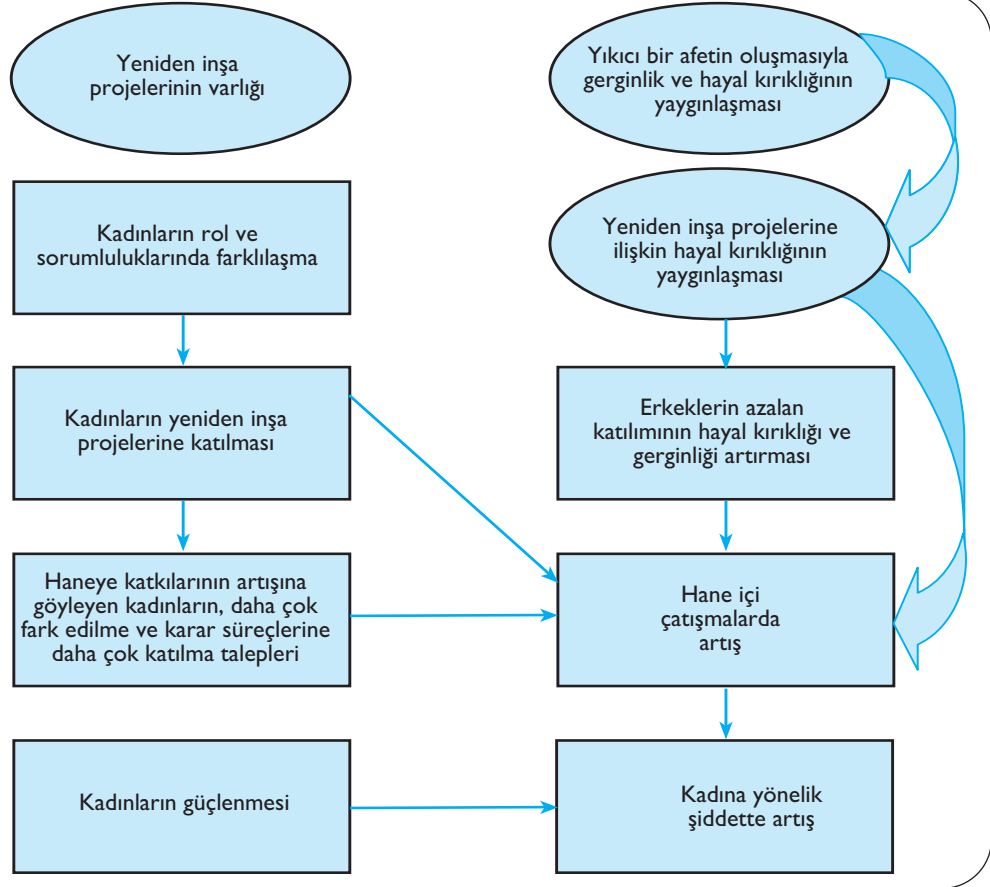 Yeniden inşa
projelerinin varlığı
Yıkıcı bir afetin oluşmasıyla
gerginlik ve hayal kırıklığının
yaygınlaşması
Kadınların rol ve
sorumluluklarında farklılaşma
Yeniden inşa projelerine
ilişkin hayal kırıklığının
yaygınlaşması
Kadınların yeniden inşa
projelerine katılması
Erkeklerin azalan
katılımının hayal kırıklığı ve
gerginliği artırması
Haneye katkılarının artışına
göyleyen kadınların, daha çok
fark edilme ve karar süreçlerine
daha çok katılma talepleri
Hane içi
çatışmalarda
artış
Kadınların güçlenmesi
Kadına yönelik
şiddette artış